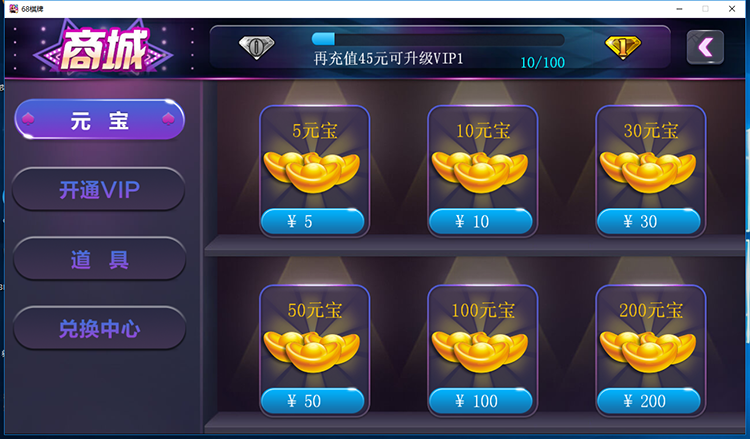 68棋牌
商城
0
再充值45元可升级VIP1
10/100
1
元 宝
开通VIP
道 具
兑换中心
5元宝
10元宝
30元宝
¥ 5
¥ 10
¥ 30
50元宝
100元宝
200元宝
¥ 50
¥ 100
¥ 200